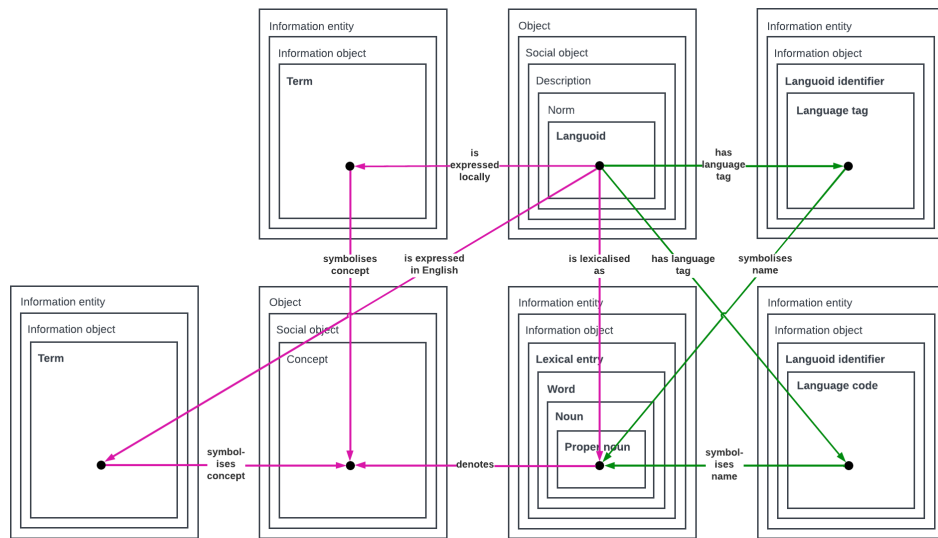 Information entity
Information object
Term
Object
Social object
Description
Norm
Languoid
Information entity
Information object
Languoid identifier
Language tag
is
expressed
locally
has
language
tag
symbolises
concept
is expressed
in English
is lexicalised
as
has language
tag
symbolises
name
Information entity
Information object
Term
Object
Social object
Concept
Information entity
Information object
Lexical entry
Word
Noun
Proper noun
Information entity
Information object
Languoid identifier
Language code
symbol-
ises
concept
denotes
symbol-
ises
name